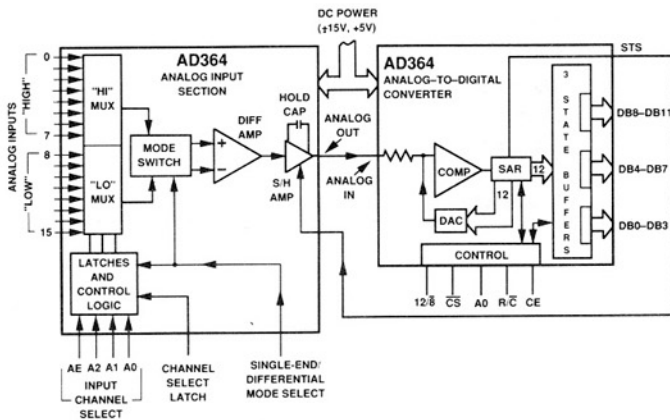 DC POWER
(±15V, +5V)
AD364
ANALOG INPUT
SECTION
AD364
ANALOG–TO–DIGITAL
CONVERTER
STS
ANALOG INPUTS
"HIGH"
"LOW"
0
7
8
15
"HI"
MUX
"LO"
MUX
MODE
SWITCH
DIFF
AMP
+
−
HOLD
CAP
S/H
AMP
ANALOG
OUT
ANALOG
IN
COMP
SAR
12
12
DAC
CONTROL
3 STATE BUFFERS
DB8–DB11
DB4–DB7
DB0–DB3
LATCHES
AND
CONTROL
LOGIC
AE A2 A1 A0
INPUT
CHANNEL
SELECT
CHANNEL
SELECT
LATCH
SINGLE-END/
DIFFERENTIAL
MODE SELECT
12/8̅ C̅S̅ A0 R/C̅ CE